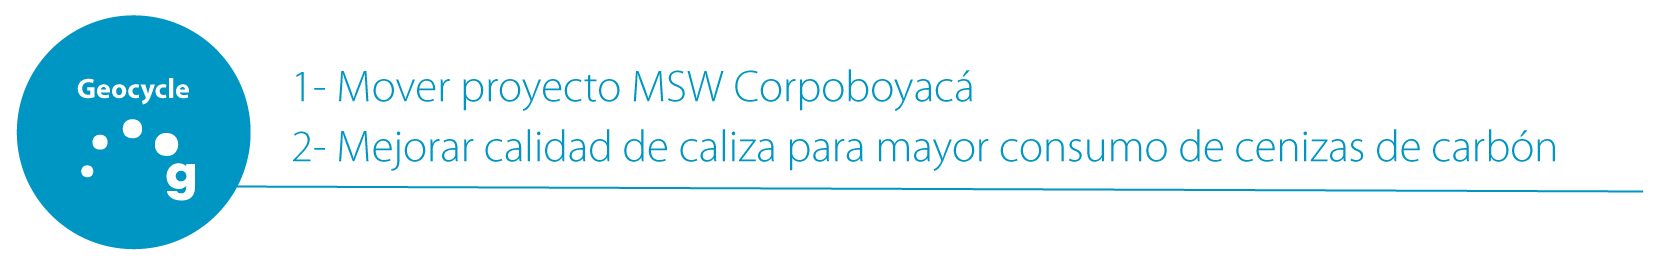 Geocycle
g
1- Mover proyecto MSW Corpoboyacá
2- Mejorar calidad de caliza para mayor consumo de cenizas de carbón